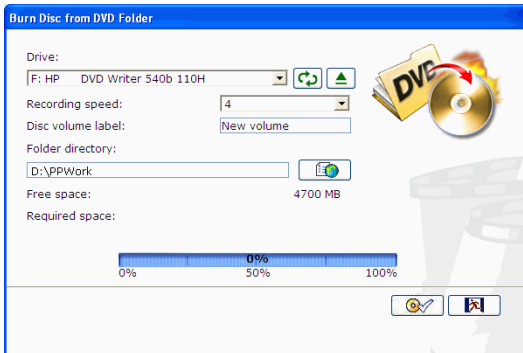 Burn Disc from DVD Folder
Drive:
F: HP DVD Writer 540b 110H
Recording speed:
4
Disc volume label:
New volume
Folder directory:
D:\PPWork
Free space:
4700 MB
Required space:
0%
0% 50% 100%
DVD